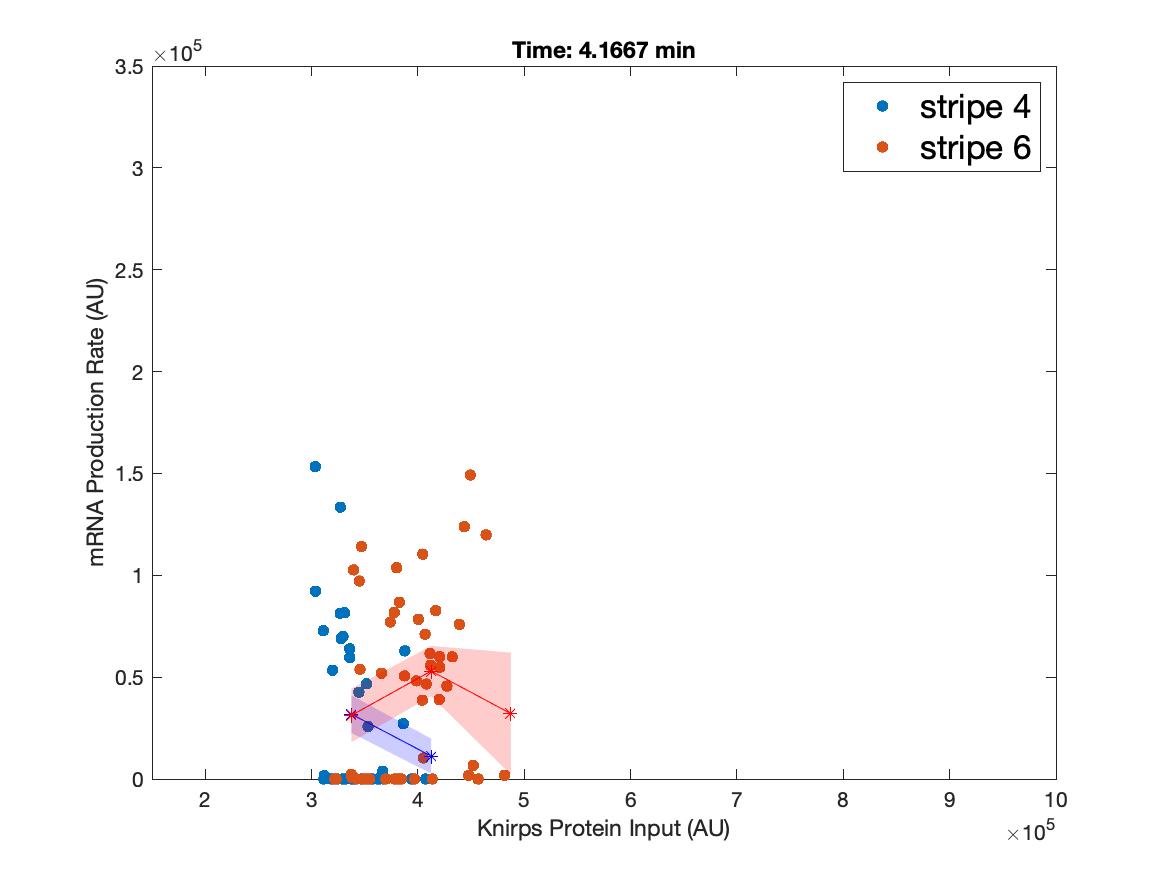 Time: 4.1667 min
×10^5
3.5
3
2.5
2
1.5
1
0.5
0
mRNA Production Rate (AU)
stripe 4
stripe 6
2 3 4 5 6 7 8 9 10
Knirps Protein Input (AU)
×10^5